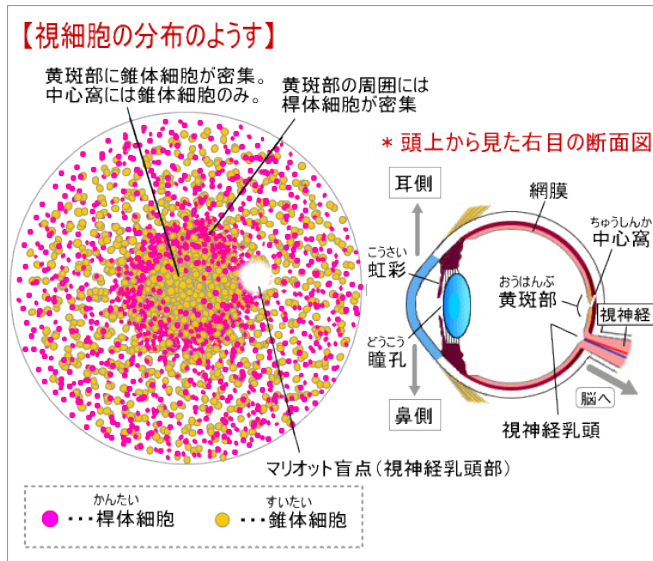 【視細胞の分布のようす】
黄斑部に錐体細胞が密集。
中心窩には錐体細胞のみ。
黄斑部の周囲には
桿体細胞が密集
＊頭上から見た右目の断面図
耳側
網膜
ちゅうしんか
中心窩
こうさい
虹彩
おうはんぶ
黄斑部
視神経
どうこう
瞳孔
脳へ
鼻側
視神経乳頭
マリオット盲点（視神経乳頭部）
かんたい
・・・桿体細胞
すいたい
・・・錐体細胞